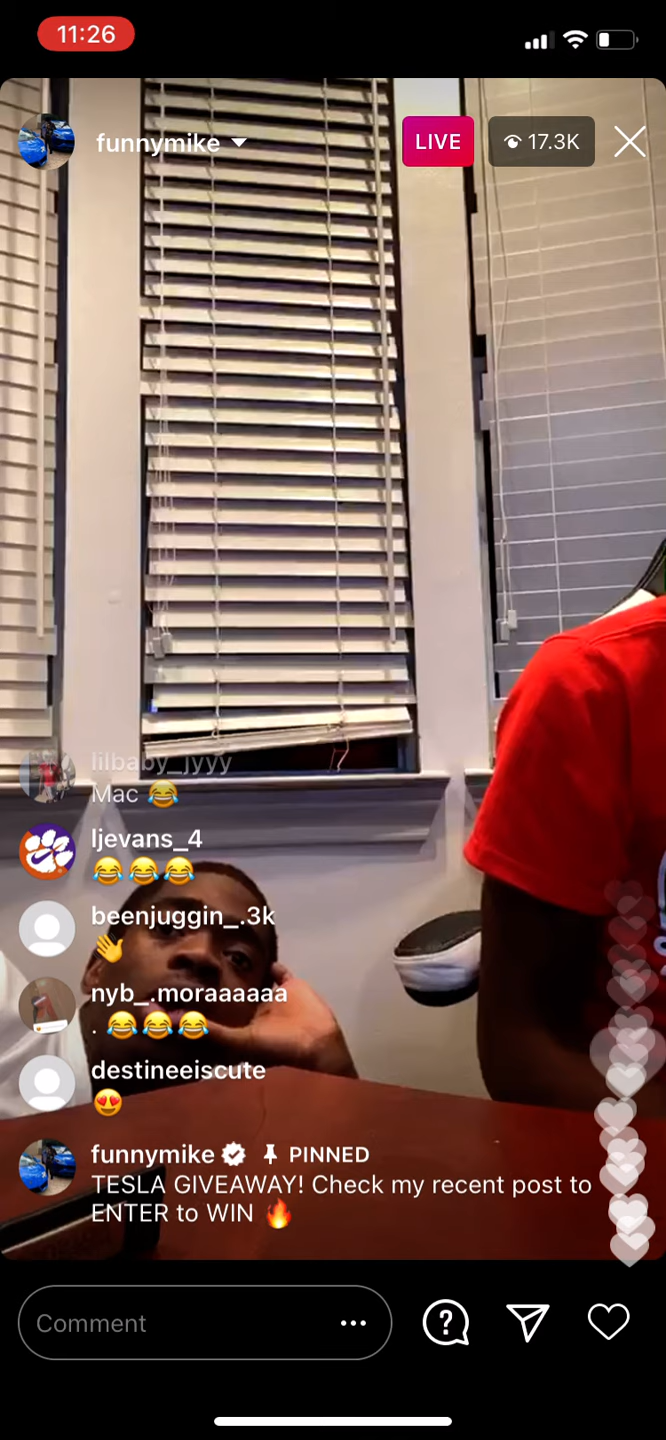 11:26
funnymike
LIVE
17.3K
lilbaby_jyyy
Mac 😂
ljevans_4
😂😂😂
beenjuggin_.3k
👋
nyb_.moraaaaaa
. 😂😂😂
destineeiscute
😍
funnymike PINNED
TESLA GIVEAWAY! Check my recent post to
ENTER to WIN 🔥
Comment